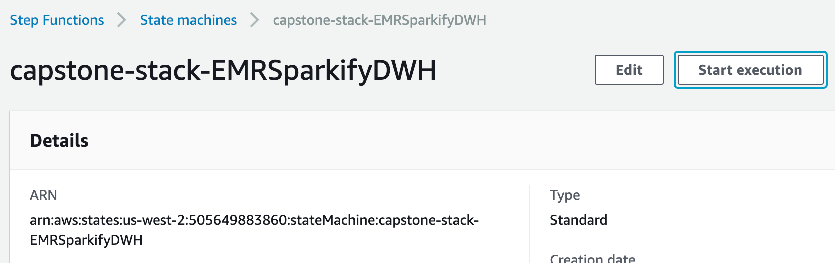 Step Functions > State machines > capstone-stack-EMRSparkifyDWH
capstone-stack-EMRSparkifyDWH Edit Start execution
Details
ARN Type
arn:aws:states:us-west-2:505649883860:stateMachine:capstone-stack- Standard
EMRSparkifyDWH
Creation date